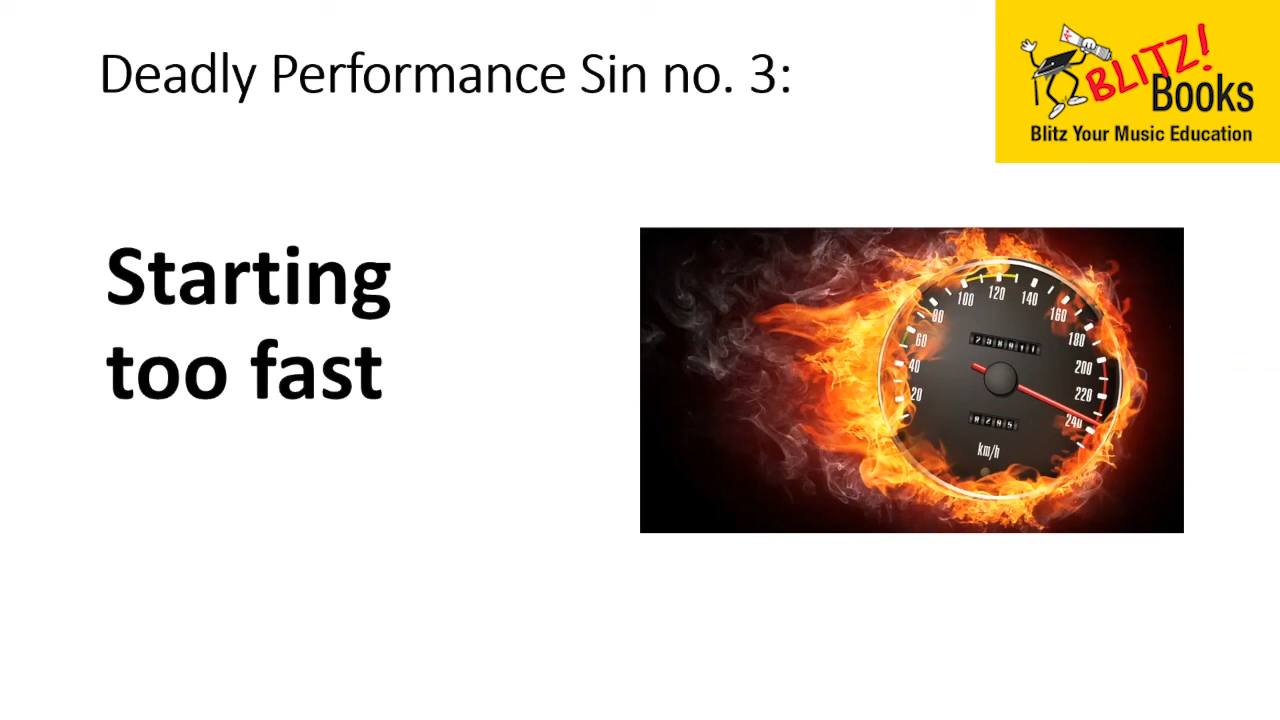 Deadly Performance Sin no. 3:
BLITZ!
Books
Blitz Your Music Education
Starting
too fast
20
40
60
80
100
120
140
160
180
200
220
240
km/h